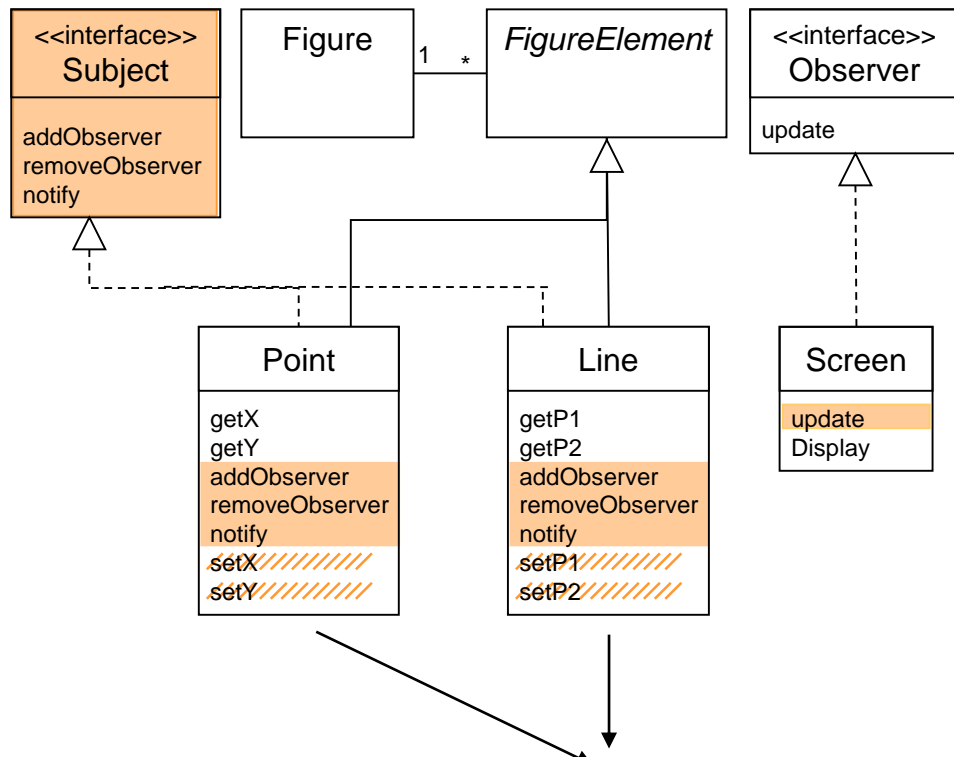 <<interface>>
Subject
addObserver
removeObserver
notify
Figure
1
*
FigureElement
<<interface>>
Observer
update
Point
getX
getY
addObserver
removeObserver
notify
setX
setY
Line
getP1
getP2
addObserver
removeObserver
notify
setP1
setP2
Screen
update
Display